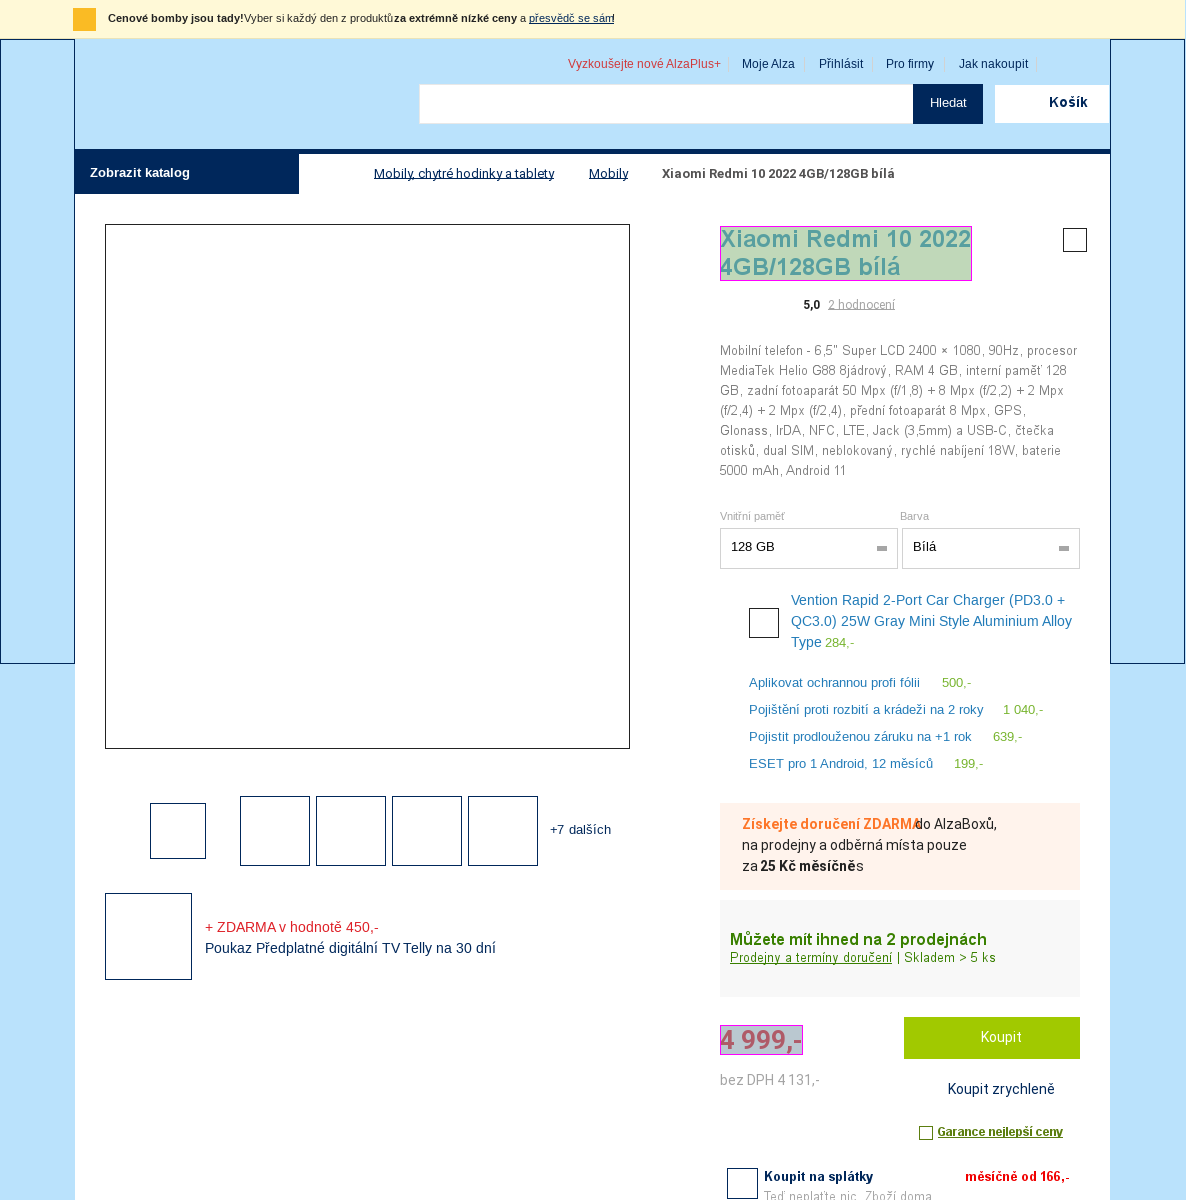 Cenové bomby jsou tady! Vyber si každý den z produktů za extrémně nízké ceny a přesvědč se sám!
Vyzkoušejte nové AlzaPlus+ Moje Alza Přihlásit Pro firmy Jak nakoupit
Hledat Košík
Zobrazit katalog Mobily, chytré hodinky a tablety Mobily Xiaomi Redmi 10 2022 4GB/128GB bílá
Xiaomi Redmi 10 2022
4GB/128GB bílá
5,0 2 hodnocení
Mobilní telefon - 6,5" Super LCD 2400 × 1080, 90Hz, procesor
MediaTek Helio G88 8jádrový, RAM 4 GB, interní paměť 128
GB, zadní fotoaparát 50 Mpx (f/1,8) + 8 Mpx (f/2,2) + 2 Mpx
(f/2,4) + 2 Mpx (f/2,4), přední fotoaparát 8 Mpx, GPS,
Glonass, IrDA, NFC, LTE, Jack (3,5mm) a USB-C, čtečka
otisků, dual SIM, neblokovaný, rychlé nabíjení 18W, baterie
5000 mAh, Android 11
Vnitřní paměť Barva
128 GB Bílá
Vention Rapid 2-Port Car Charger (PD3.0 +
QC3.0) 25W Gray Mini Style Aluminium Alloy
Type 284,-
Aplikovat ochrannou profi fólii 500,-
Pojištění proti rozbití a krádeži na 2 roky 1 040,-
Pojistit prodlouženou záruku na +1 rok 639,-
ESET pro 1 Android, 12 měsíců 199,-
+7 dalších
+ ZDARMA v hodnotě 450,-
Poukaz Předplatné digitální TV Telly na 30 dní
Získejte doručení ZDARMA do AlzaBoxů,
na prodejny a odběrná místa pouze
za 25 Kč měsíčně s
Můžete mít ihned na 2 prodejnách
Prodejny a termíny doručení | Skladem > 5 ks
4 999,- Koupit
bez DPH 4 131,-
Koupit zrychleně
Garance nejlepší ceny
Koupit na splátky měsíčně od 166,-
Teď neplaťte nic. Zboží doma